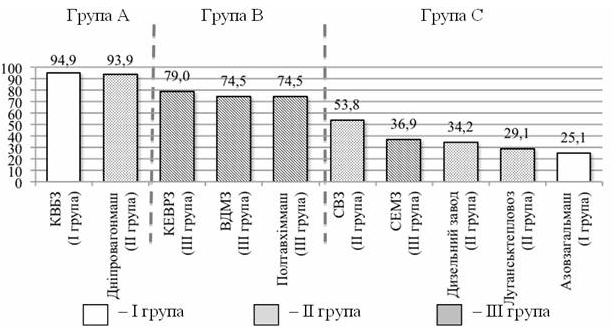 Група А Група В Група С
94,9 93,9 79,0 74,5 74,5 53,8 36,9 34,2 29,1 25,1
100
90
80
70
60
50
40
30
20
10
0
КВБЗ
(І група)
Дніпровагонмаш
(ІІ група)
КЕВРЗ
(ІІІ група)
ВДМЗ
(ІІІ група)
Полтавхіммаш
(ІІІ група)
СВЗ
(ІІ група)
СЕМЗ
(ІІІ група)
Дизельний завод
(ІІ група)
Луганськтепловоз
(ІІ група)
Азовзагальмаш
(І група)
– І група – ІІ група – ІІІ група